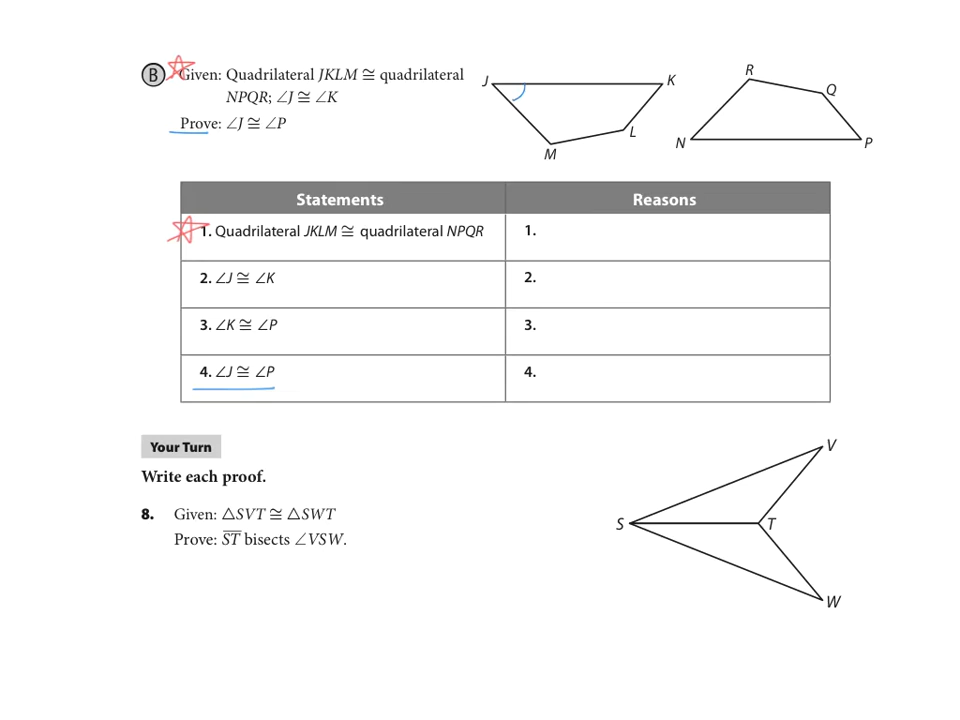 B Given: Quadrilateral JKLM ≅ quadrilateral
NPQR; ∠J ≅ ∠K
Prove: ∠J ≅ ∠P
J K L M
R Q N P
Statements Reasons
1. Quadrilateral JKLM ≅ quadrilateral NPQR 1.
2. ∠J ≅ ∠K 2.
3. ∠K ≅ ∠P 3.
4. ∠J ≅ ∠P 4.
Your Turn
Write each proof.
8. Given: △SVT ≅ △SWT
Prove: S͞T͞ bisects ∠VSW.
V
S T
W